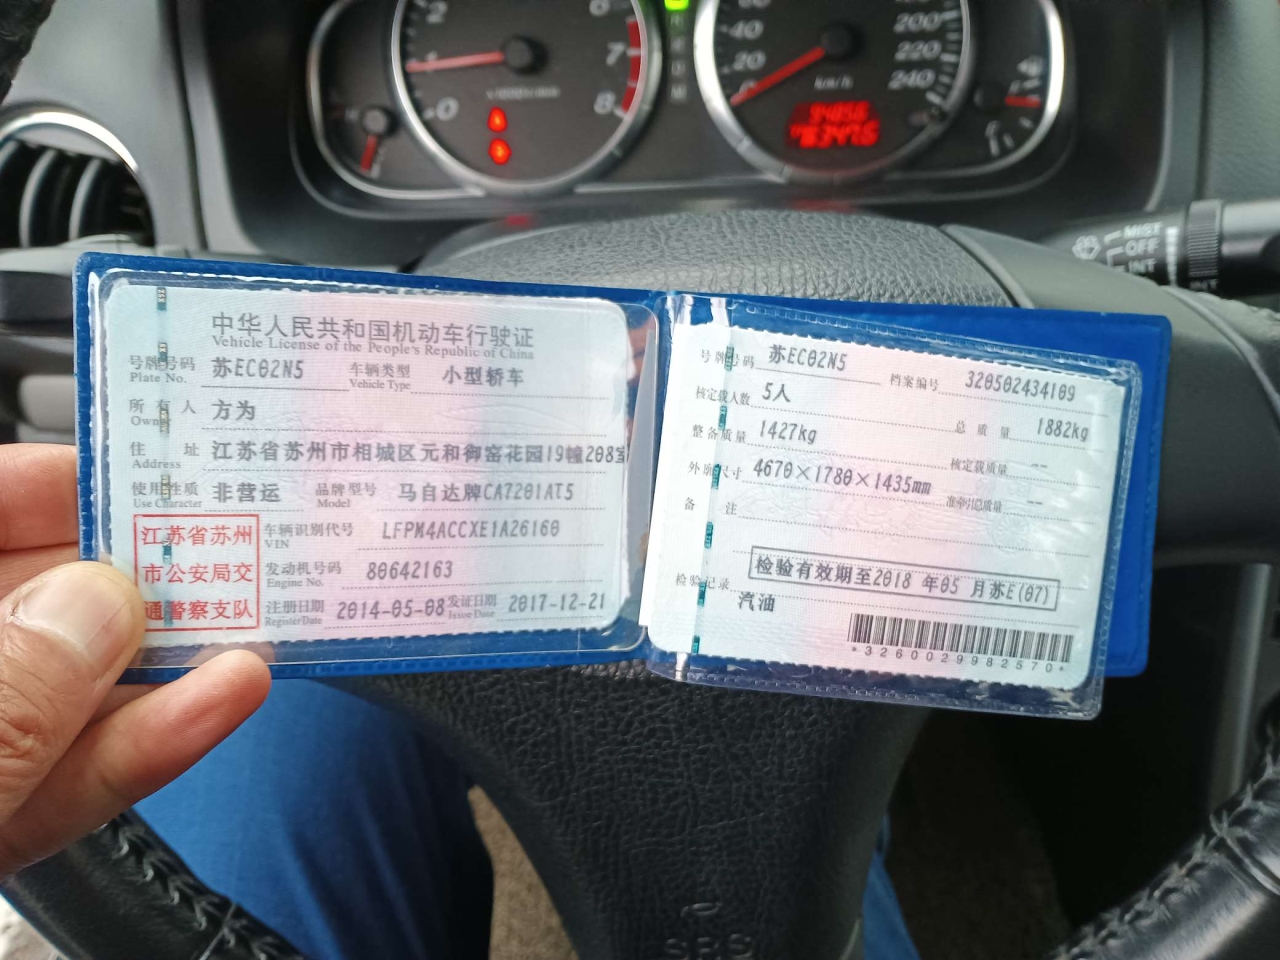 2
1
0
6
7
8
40
20
0
200
220
240
km/h
94056
MIST
OFF
INT
中华人民共和国机动车行驶证
Vehicle License of the People's Republic of China
号牌号码 苏EC02N5 车辆类型 小型轿车
Plate No. Vehicle Type
所有人 方为
Owner
住址 江苏省苏州市相城区元和御窑花园19幢208室
Address
使用性质 非营运 品牌型号 马自达牌CA7201AT5
Use Character Model
江苏省苏州
市公安局交
通警察支队
车辆识别代号 LFPM4ACCXE1A26160
VIN
发动机号码 80642163
Engine No.
注册日期 2014-05-08 发证日期 2017-12-21
Register Date Issue Date
号牌号码 苏EC02N5 档案编号 320502434109
核定载人数 5人 总质量 1882kg
整备质量 1427kg 核定载质量 --
外廓尺寸 4670×1780×1435mm 准牵引总质量 --
备注
检验有效期至2018 年05 月苏E(07)
检验记录
汽油
*3260029982570*
SRS